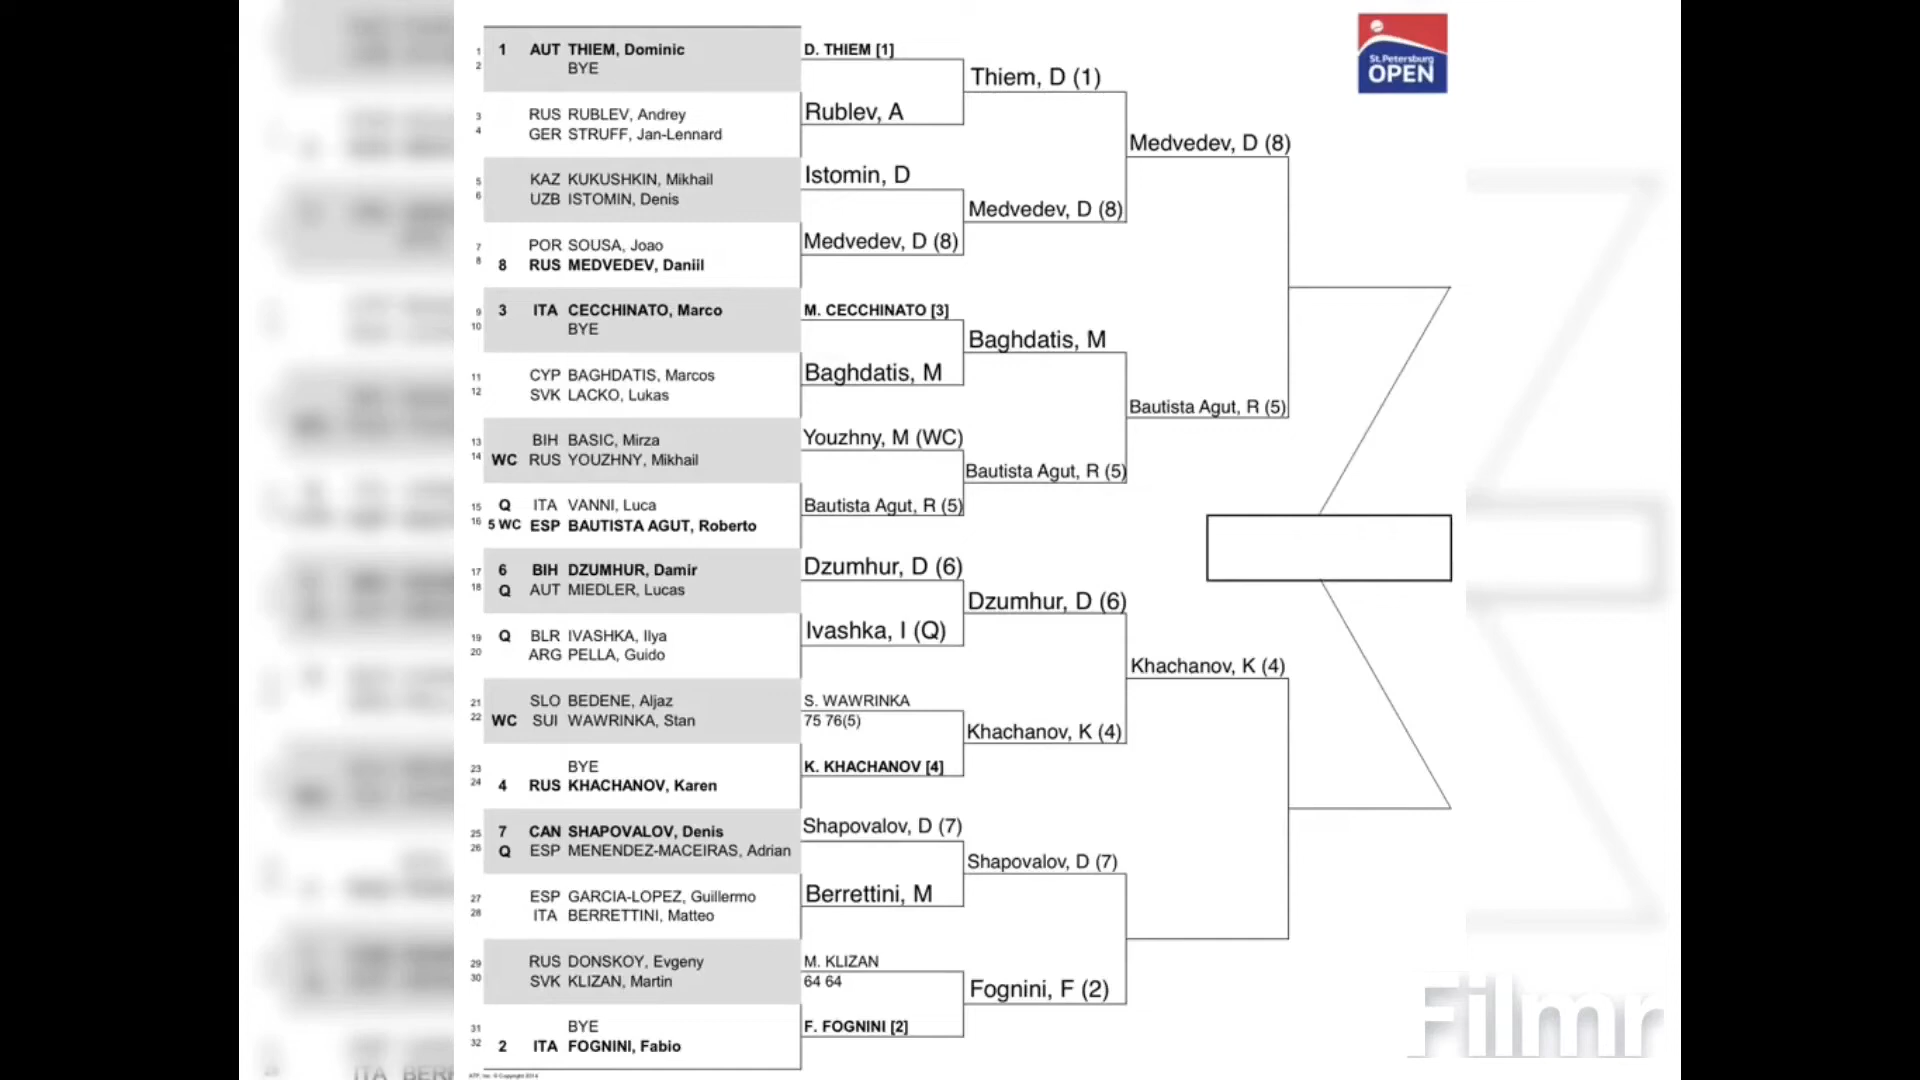 1 1 AUT THIEM, Dominic
2 BYE
3 RUS RUBLEV, Andrey
4 GER STRUFF, Jan-Lennard
5 KAZ KUKUSHKIN, Mikhail
6 UZB ISTOMIN, Denis
7 POR SOUSA, Joao
8 8 RUS MEDVEDEV, Daniil
9 3 ITA CECCHINATO, Marco
10 BYE
11 CYP BAGHDATIS, Marcos
12 SVK LACKO, Lukas
13 BIH BASIC, Mirza
14 WC RUS YOUZHNY, Mikhail
15 Q ITA VANNI, Luca
16 5 WC ESP BAUTISTA AGUT, Roberto
17 6 BIH DZUMHUR, Damir
18 Q AUT MIEDLER, Lucas
19 Q BLR IVASHKA, Ilya
20 ARG PELLA, Guido
21 SLO BEDENE, Aljaz
22 WC SUI WAWRINKA, Stan
23 BYE
24 4 RUS KHACHANOV, Karen
25 7 CAN SHAPOVALOV, Denis
26 Q ESP MENENDEZ-MACEIRAS, Adrian
27 ESP GARCIA-LOPEZ, Guillermo
28 ITA BERRETTINI, Matteo
29 RUS DONSKOY, Evgeny
30 SVK KLIZAN, Martin
31 BYE
32 2 ITA FOGNINI, Fabio
ATP, Inc. © Copyright 2014
D. THIEM [1]
Rublev, A
Istomin, D
Medvedev, D (8)
M. CECCHINATO [3]
Baghdatis, M
Youzhny, M (WC)
Bautista Agut, R (5)
Dzumhur, D (6)
Ivashka, I (Q)
S. WAWRINKA
75 76(5)
K. KHACHANOV [4]
Shapovalov, D (7)
Berrettini, M
M. KLIZAN
64 64
F. FOGNINI [2]
Thiem, D (1)
Medvedev, D (8)
Baghdatis, M
Bautista Agut, R (5)
Dzumhur, D (6)
Khachanov, K (4)
Shapovalov, D (7)
Fognini, F (2)
Medvedev, D (8)
Bautista Agut, R (5)
Khachanov, K (4)
St. Petersburg
OPEN
Filmr